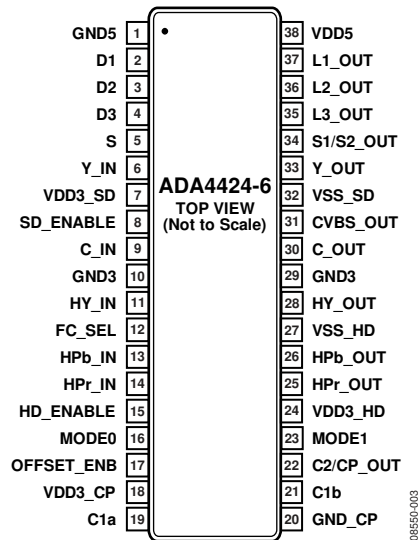 GND5 1
D1 2
D2 3
D3 4
S 5
Y_IN 6
VDD3_SD 7
SD_ENABLE 8
C_IN 9
GND3 10
HY_IN 11
FC_SEL 12
HPb_IN 13
HPr_IN 14
HD_ENABLE 15
MODE0 16
OFFSET_ENB 17
VDD3_CP 18
C1a 19
ADA4424-6
TOP VIEW
(Not to Scale)
38 VDD5
37 L1_OUT
36 L2_OUT
35 L3_OUT
34 S1/S2_OUT
33 Y_OUT
32 VSS_SD
31 CVBS_OUT
30 C_OUT
29 GND3
28 HY_OUT
27 VSS_HD
26 HPb_OUT
25 HPr_OUT
24 VDD3_HD
23 MODE1
22 C2/CP_OUT
21 C1b
20 GND_CP
08550-003